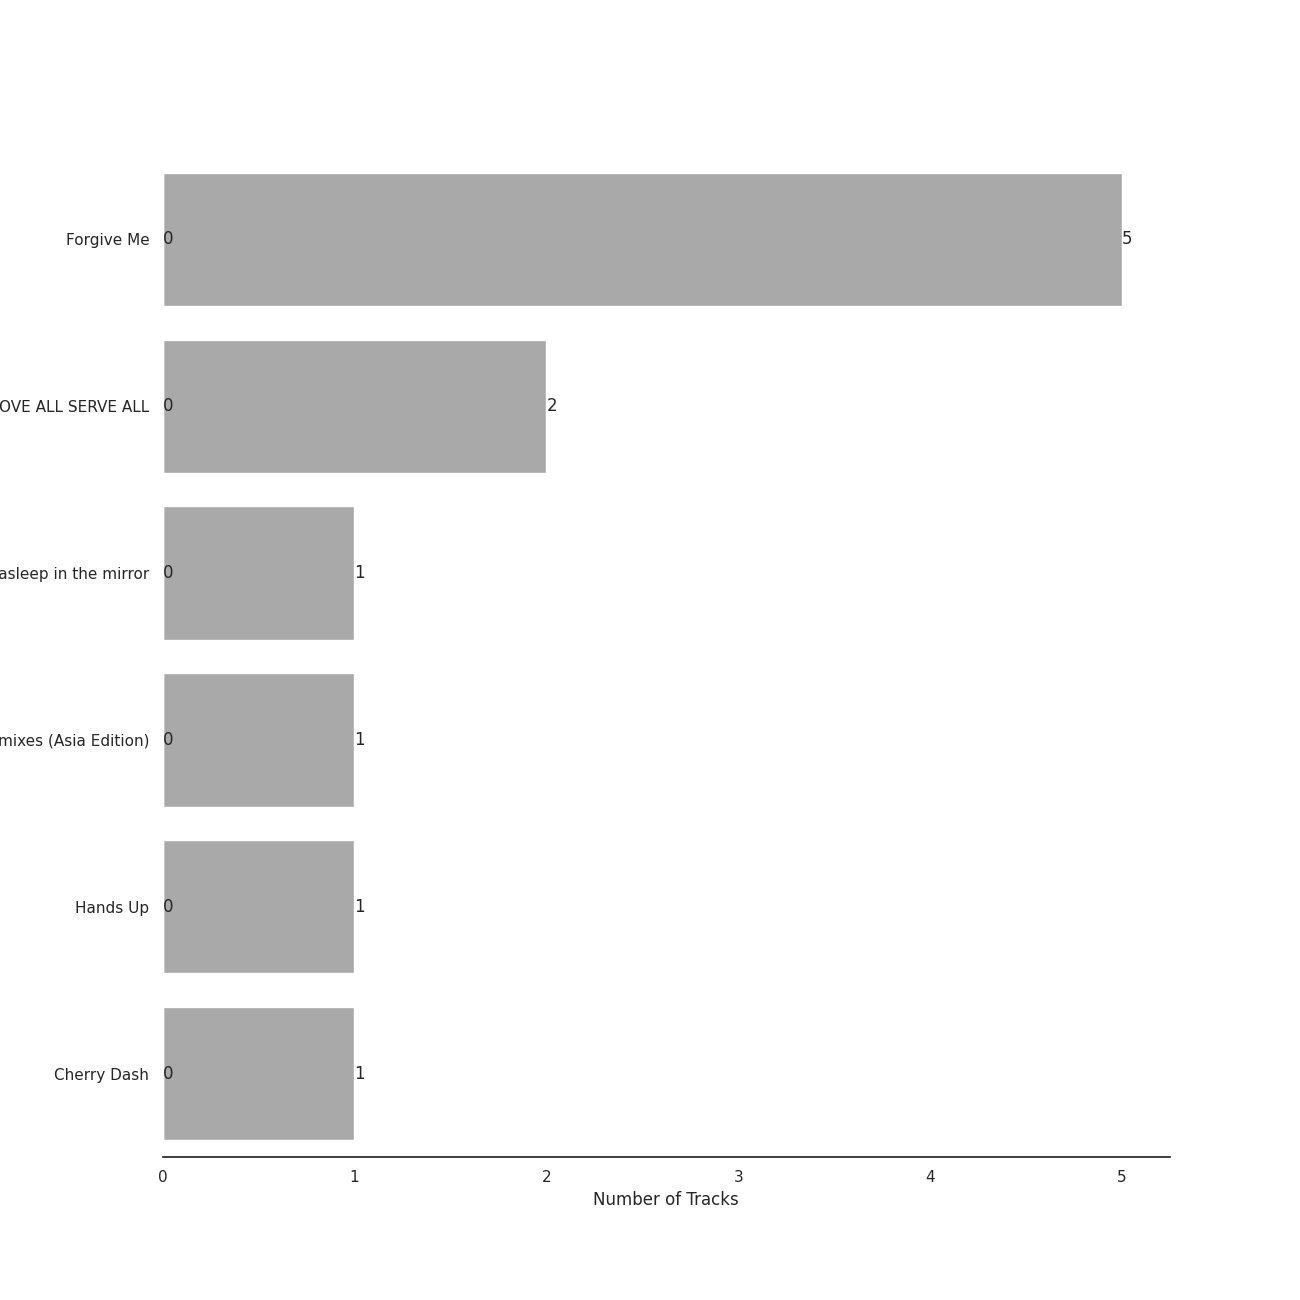 Forgive Me 0 5
OVE ALL SERVE ALL 0 2
asleep in the mirror 0 1
mixes (Asia Edition) 0 1
Hands Up 0 1
Cherry Dash 0 1
0 1 2 3 4 5
Number of Tracks